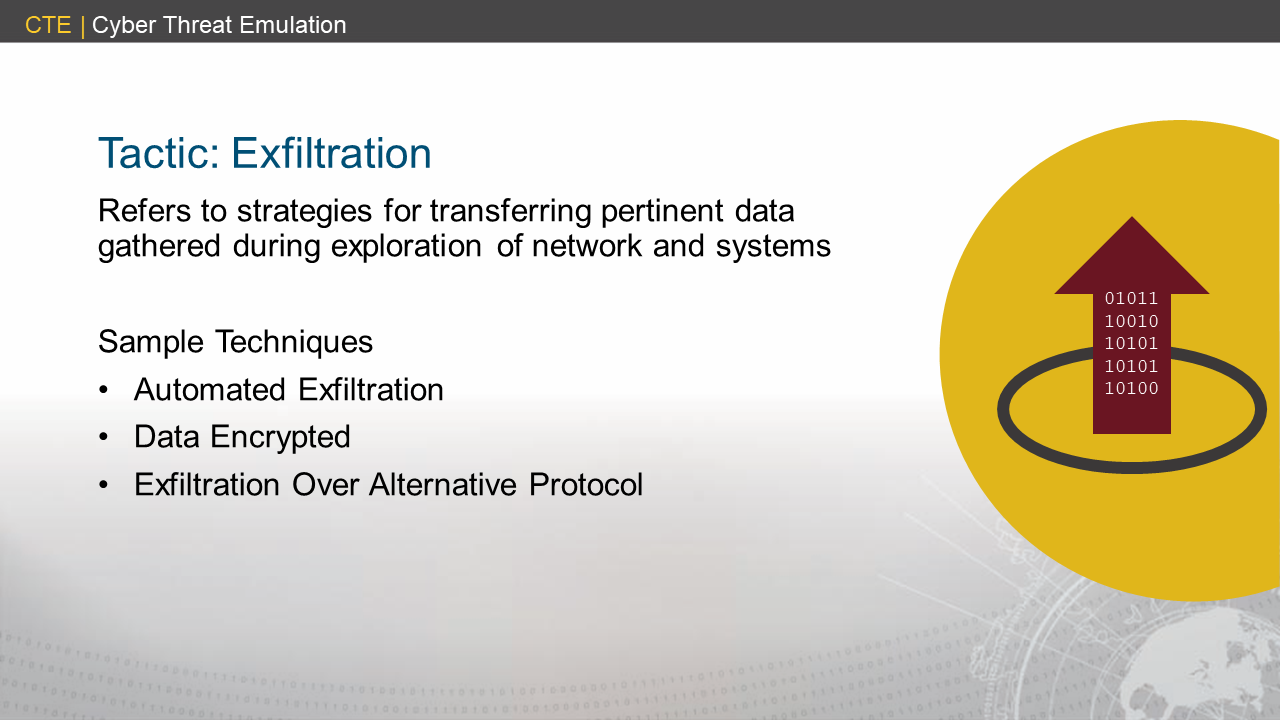 CTE | Cyber Threat Emulation
Tactic: Exfiltration
Refers to strategies for transferring pertinent data
gathered during exploration of network and systems
Sample Techniques
• Automated Exfiltration
• Data Encrypted
• Exfiltration Over Alternative Protocol
01011
10010
10101
10101
10100